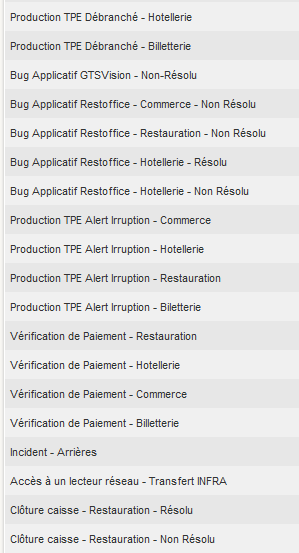 Production TPE Débranché - Hotellerie
Production TPE Débranché - Billetterie
Bug Applicatif GTSVision - Non-Résolu
Bug Applicatif Restoffice - Commerce - Non Résolu
Bug Applicatif Restoffice - Restauration - Non Résolu
Bug Applicatif Restoffice - Hotellerie - Résolu
Bug Applicatif Restoffice - Hotellerie - Non Résolu
Production TPE Alert Irruption - Commerce
Production TPE Alert Irruption - Hotellerie
Production TPE Alert Irruption - Restauration
Production TPE Alert Irruption - Biletterie
Vérification de Paiement - Restauration
Vérification de Paiement - Hotellerie
Vérification de Paiement - Commerce
Vérification de Paiement - Billetterie
Incident - Arrières
Accès à un lecteur réseau - Transfert INFRA
Clôture caisse - Restauration - Résolu
Clôture caisse - Restauration - Non Résolu